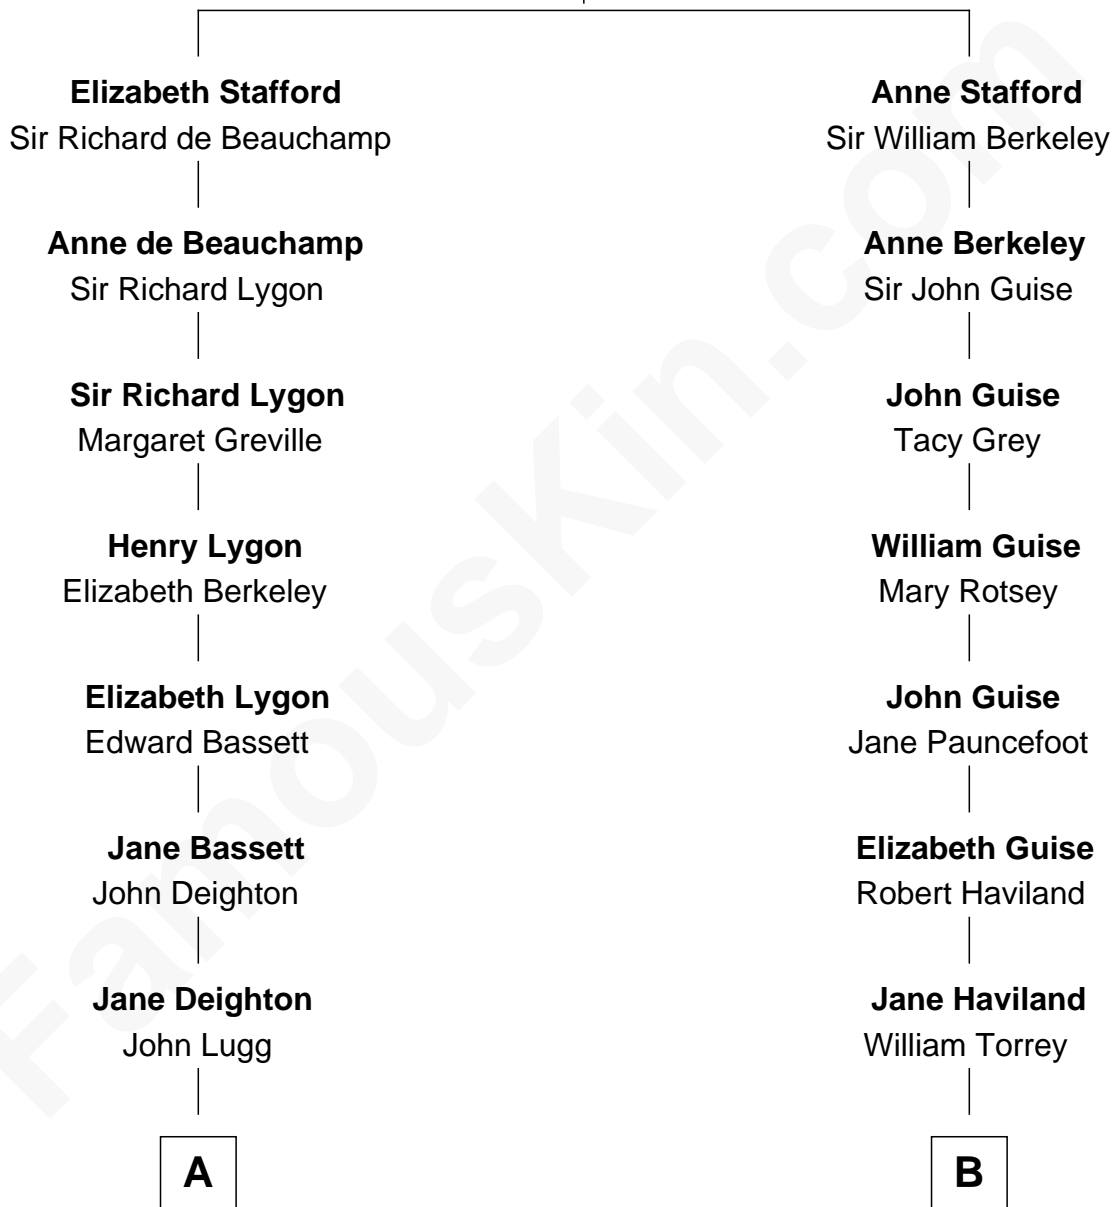 Elizabeth Stafford
Sir Richard de Beauchamp
Anne de Beauchamp
Sir Richard Lygon
Sir Richard Lygon
Margaret Greville
Henry Lygon
Elizabeth Berkeley
Elizabeth Lygon
Edward Bassett
Jane Bassett
John Deighton
Jane Deighton
John Lugg
A
Anne Stafford
Sir William Berkeley
Anne Berkeley
Sir John Guise
John Guise
Tacy Grey
William Guise
Mary Rotsey
John Guise
Jane Pauncefoot
Elizabeth Guise
Robert Haviland
Jane Haviland
William Torrey
B
FamousKin.com